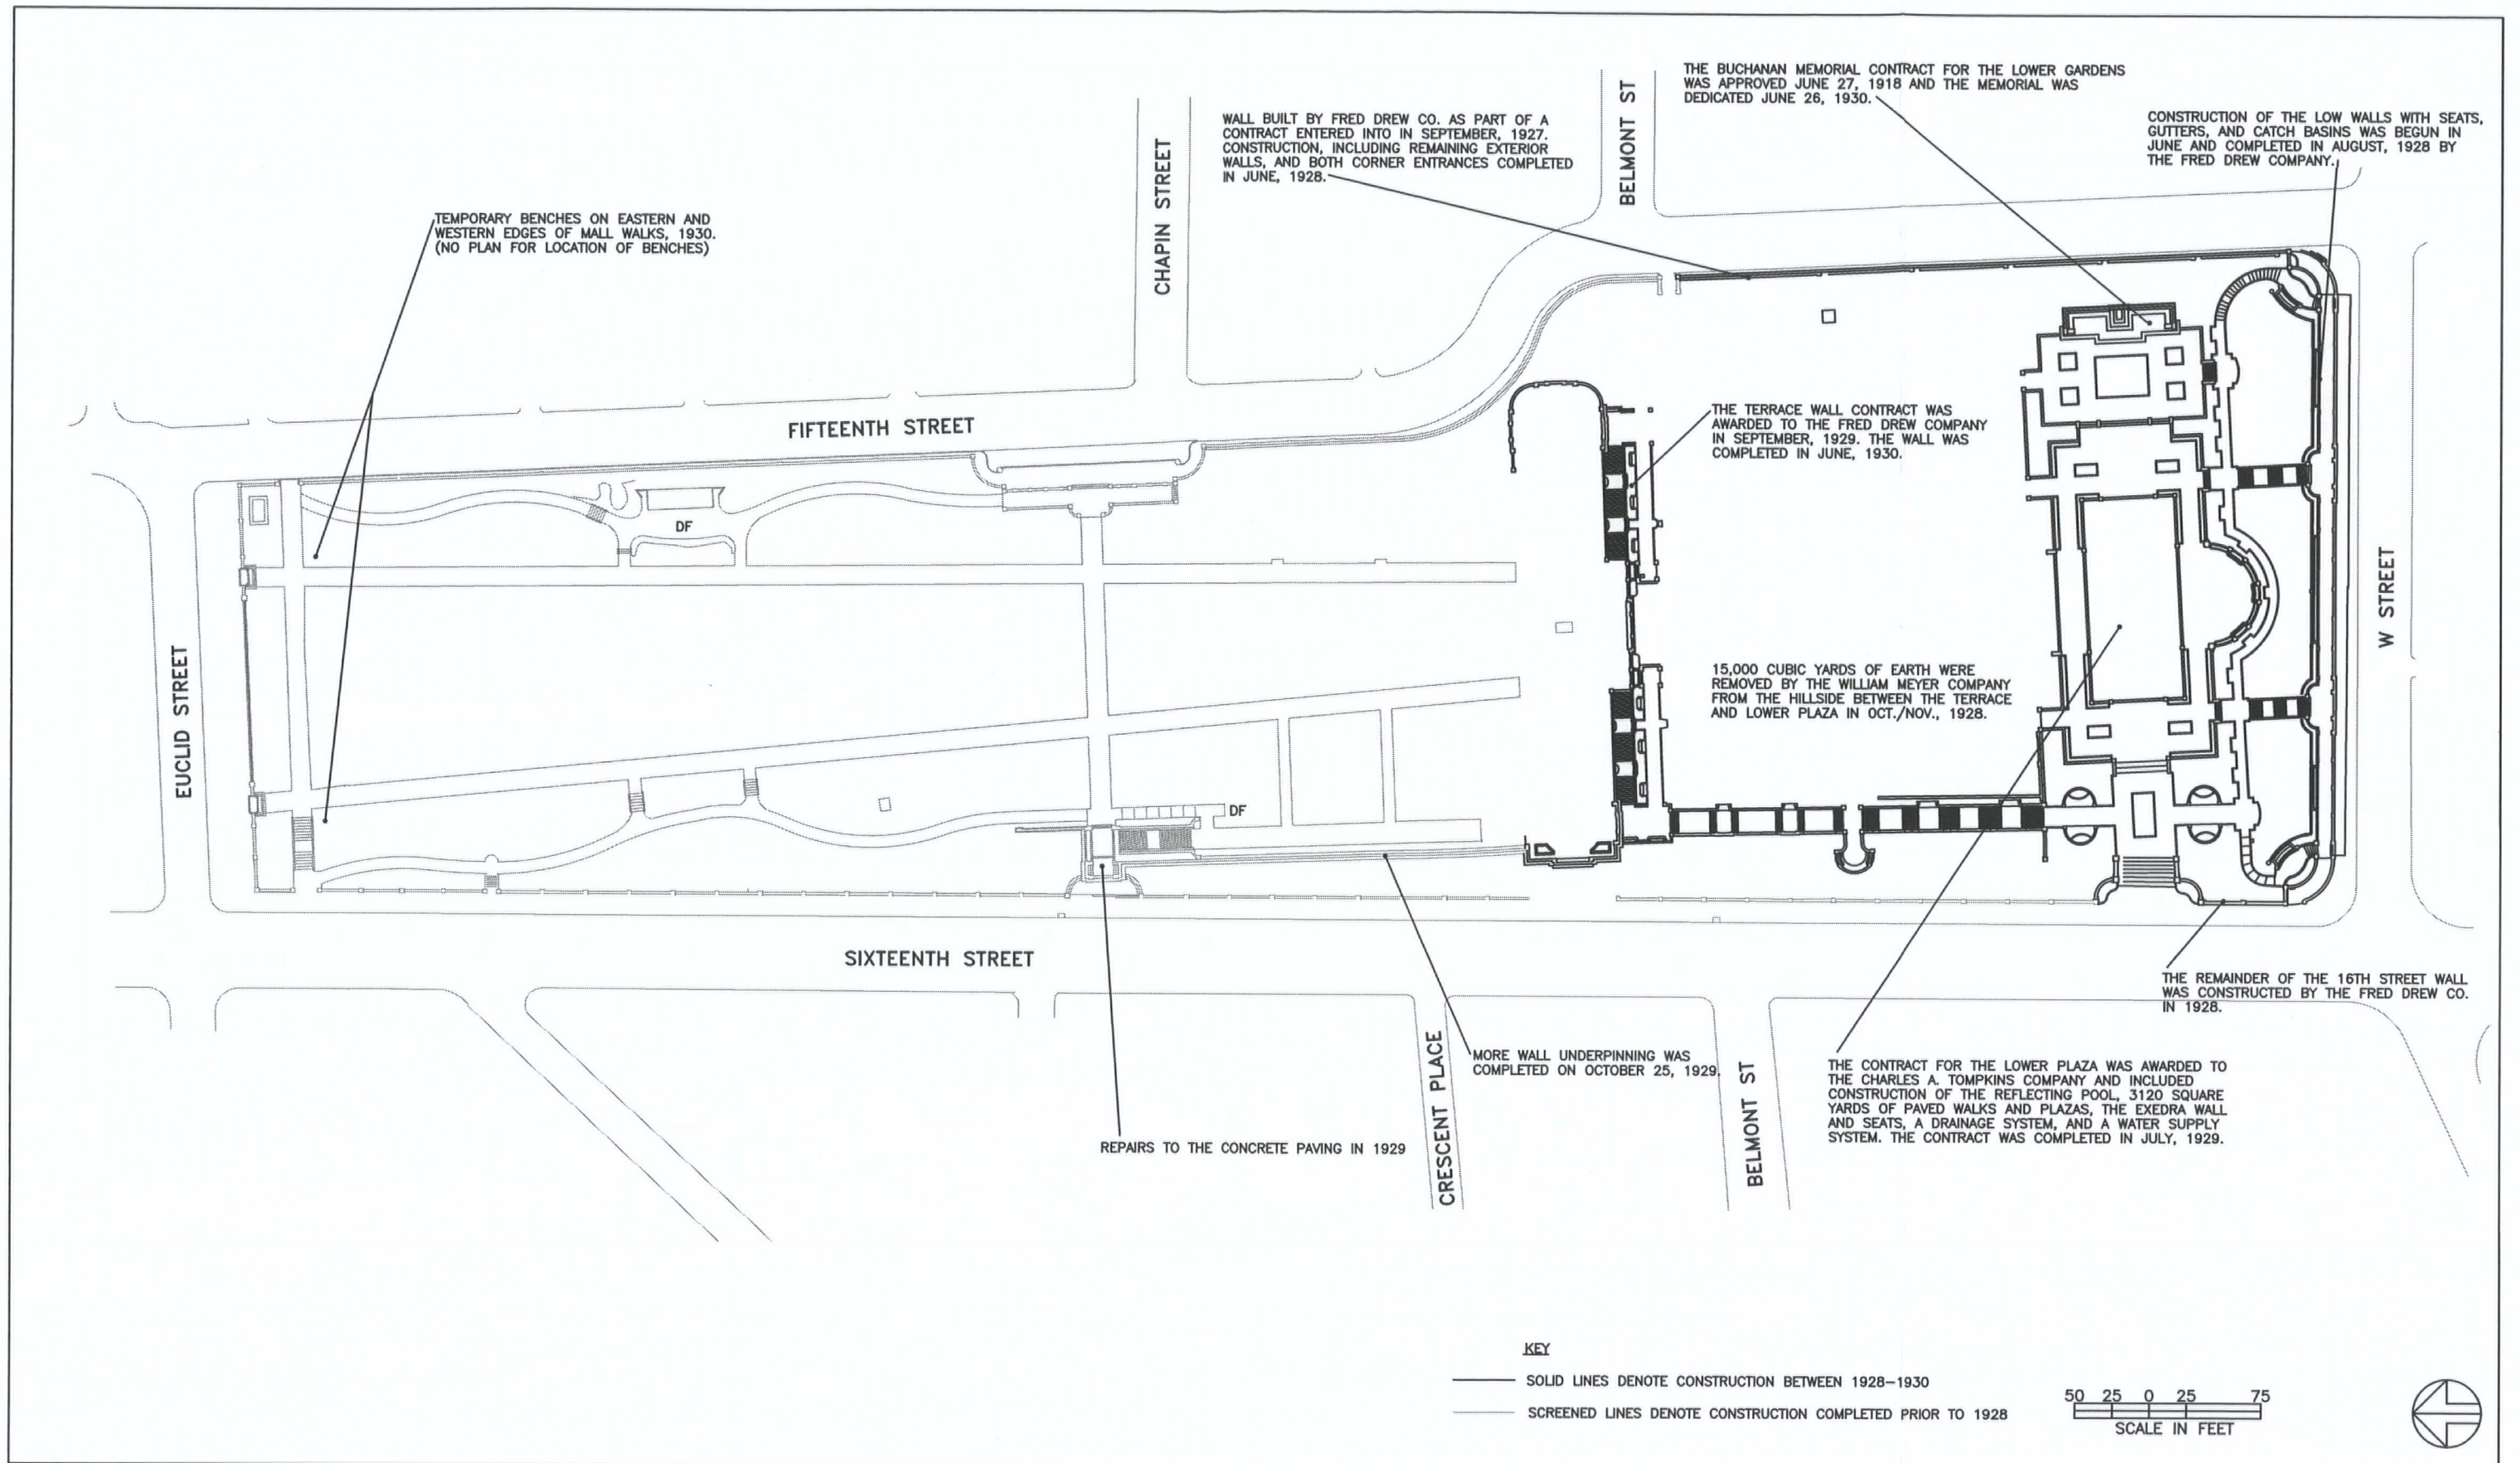 THE BUCHANAN MEMORIAL CONTRACT FOR THE LOWER GARDENS
WAS APPROVED JUNE 27, 1918 AND THE MEMORIAL WAS
DEDICATED JUNE 26, 1930.
WALL BUILT BY FRED DREW CO. AS PART OF A
CONTRACT ENTERED INTO IN SEPTEMBER, 1927.
CONSTRUCTION, INCLUDING REMAINING EXTERIOR
WALLS, AND BOTH CORNER ENTRANCES COMPLETED
IN JUNE, 1928.
CONSTRUCTION OF THE LOW WALLS WITH SEATS,
GUTTERS, AND CATCH BASINS WAS BEGUN IN
JUNE AND COMPLETED IN AUGUST, 1928 BY
THE FRED DREW COMPANY.
BELMONT ST
CHAPIN STREET
TEMPORARY BENCHES ON EASTERN AND
WESTERN EDGES OF MALL WALKS, 1930.
(NO PLAN FOR LOCATION OF BENCHES)
FIFTEENTH STREET
THE TERRACE WALL CONTRACT WAS
AWARDED TO THE FRED DREW COMPANY
IN SEPTEMBER, 1929. THE WALL WAS
COMPLETED IN JUNE, 1930.
DF
EUCLID STREET
W STREET
15,000 CUBIC YARDS OF EARTH WERE
REMOVED BY THE WILLIAM MEYER COMPANY
FROM THE HILLSIDE BETWEEN THE TERRACE
AND LOWER PLAZA IN OCT./NOV., 1928.
DF
SIXTEENTH STREET
THE REMAINDER OF THE 16TH STREET WALL
WAS CONSTRUCTED BY THE FRED DREW CO.
IN 1928.
MORE WALL UNDERPINNING WAS
COMPLETED ON OCTOBER 25, 1929.
THE CONTRACT FOR THE LOWER PLAZA WAS AWARDED TO
THE CHARLES A. TOMPKINS COMPANY AND INCLUDED
CONSTRUCTION OF THE REFLECTING POOL, 3120 SQUARE
YARDS OF PAVED WALKS AND PLAZAS, THE EXEDRA WALL
AND SEATS, A DRAINAGE SYSTEM, AND A WATER SUPPLY
SYSTEM. THE CONTRACT WAS COMPLETED IN JULY, 1929.
REPAIRS TO THE CONCRETE PAVING IN 1929
CRESCENT PLACE
BELMONT ST
KEY
SOLID LINES DENOTE CONSTRUCTION BETWEEN 1928-1930
SCREENED LINES DENOTE CONSTRUCTION COMPLETED PRIOR TO 1928
50 25 0 25 75
SCALE IN FEET